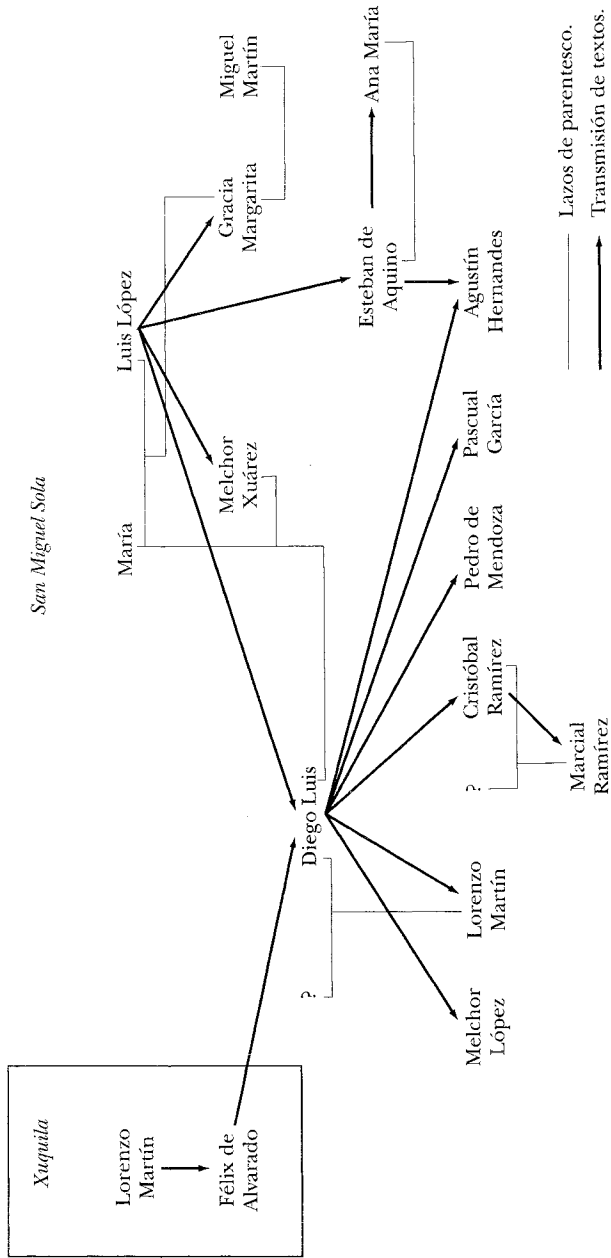 San Miguel Sola
Xuquila
Lorenzo
Martín
Félix de
Alvarado
María
Luis López
Gracia
Margarita
Miguel
Martín
Melchor
Xuárez
?
Diego Luis
Esteban de
Aquino
Ana María
Melchor
López
Lorenzo
Martín
?
Cristóbal
Ramírez
Pedro de
Mendoza
Pascual
García
Agustín
Hernandes
Marcial
Ramírez
Lazos de parentesco.
Transmisión de textos.